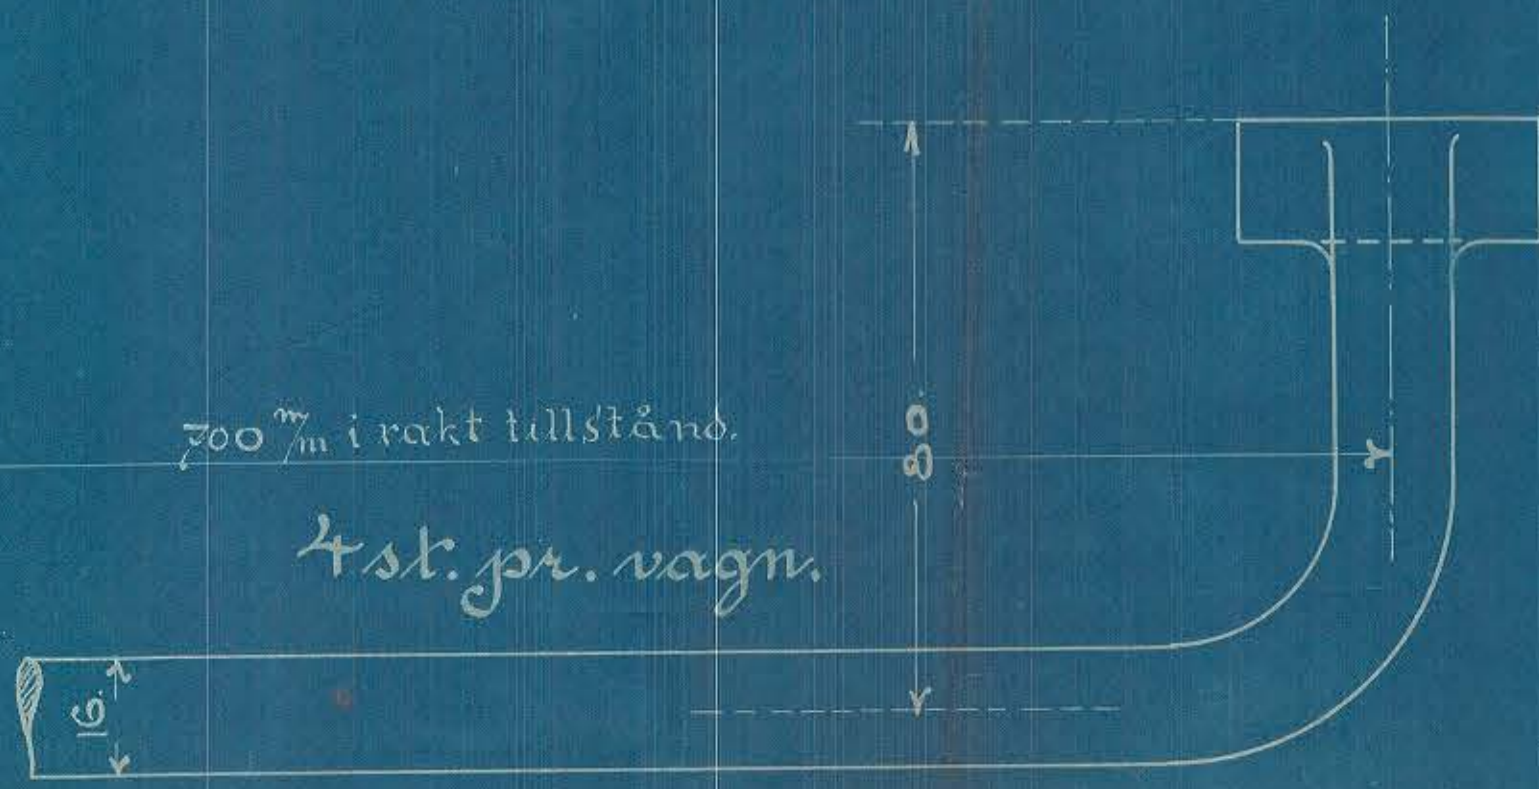 700 m/m i rakt tillstånd.
80.
4 st. pr. vagn.
16.